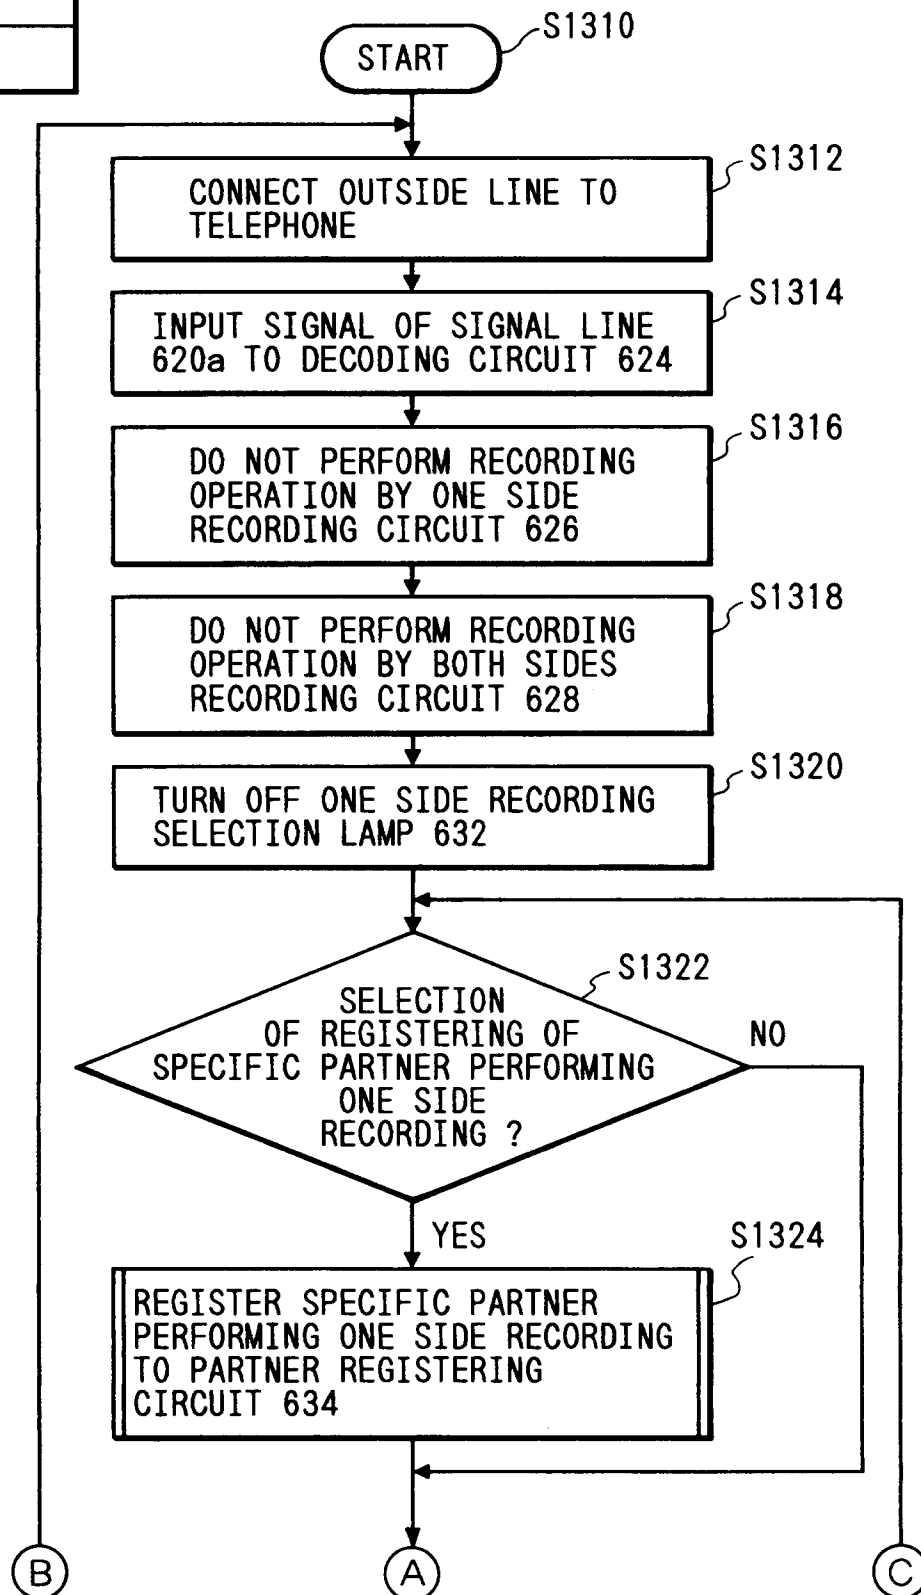 START
S1310
S1312
CONNECT OUTSIDE LINE TO
TELEPHONE
S1314
INPUT SIGNAL OF SIGNAL LINE
620a TO DECODING CIRCUIT 624
S1316
DO NOT PERFORM RECORDING
OPERATION BY ONE SIDE
RECORDING CIRCUIT 626
S1318
DO NOT PERFORM RECORDING
OPERATION BY BOTH SIDES
RECORDING CIRCUIT 628
S1320
TURN OFF ONE SIDE RECORDING
SELECTION LAMP 632
S1322
SELECTION
OF REGISTERING OF
SPECIFIC PARTNER PERFORMING
ONE SIDE
RECORDING ?
NO
YES
S1324
REGISTER SPECIFIC PARTNER
PERFORMING ONE SIDE RECORDING
TO PARTNER REGISTERING
CIRCUIT 634
B
A
C